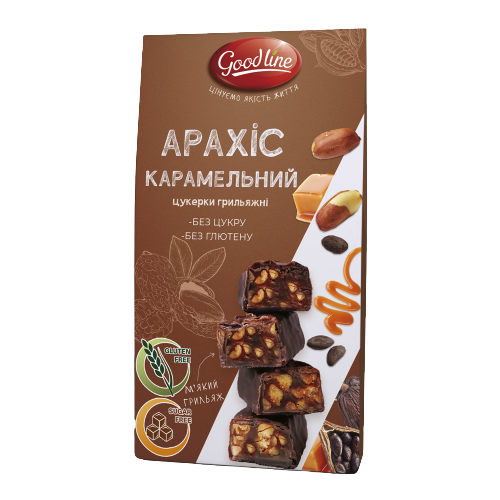 Good line
ЦІНУЄМО ЯКІСТЬ ЖИТТЯ
АРАХІС
КАРАМЕЛЬНИЙ
цукерки грильяжні
-БЕЗ ЦУКРУ
-БЕЗ ГЛЮТЕНУ
GLUTEN
FREE
М'ЯКИЙ
ГРИЛЬЯЖ
SUGAR
FREE